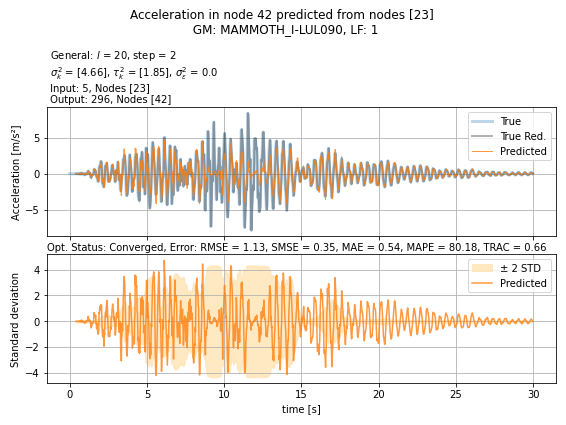 Acceleration in node 42 predicted from nodes [23]
GM: MAMMOTH_I-LUL090, LF: 1
General: l = 20, step = 2
σ²ₖ = [4.66], τ²ₖ = [1.85], σ²ε = 0.0
Input: 5, Nodes [23]
Output: 296, Nodes [42]
Acceleration [m/s²]
5
0
−5
True
True Red.
Predicted
Opt. Status: Converged, Error: RMSE = 1.13, SMSE = 0.35, MAE = 0.54, MAPE = 80.18, TRAC = 0.66
Standard deviation
4
2
0
−2
−4
± 2 STD
Predicted
0 5 10 15 20 25 30
time [s]